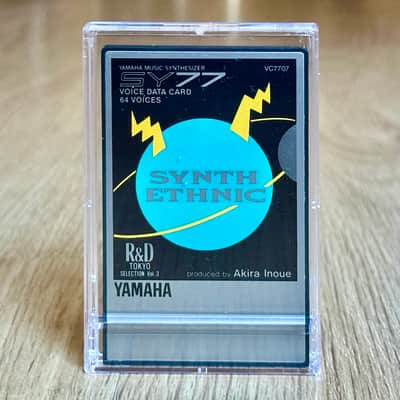 YAMAHA MUSIC SYNTHESIZER
VC7707
SY77
VOICE DATA CARD
64 VOICES
SYNTH
ETHNIC
R&D
TOKYO
SELECTION Vol.3
produced by Akira Inoue
YAMAHA